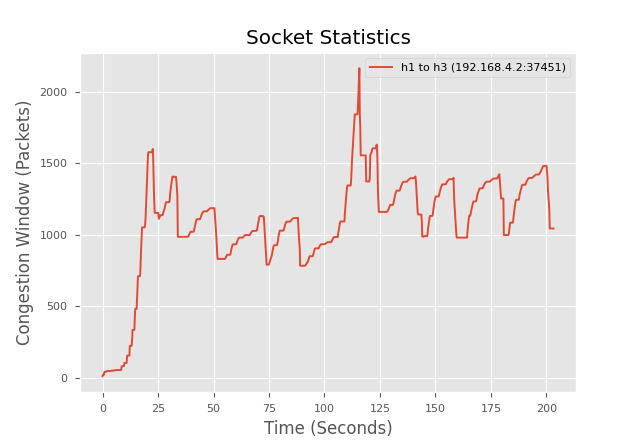 Socket Statistics
h1 to h3 (192.168.4.2:37451)
Congestion Window (Packets)
2000
1500
1000
500
0
0 25 50 75 100 125 150 175 200
Time (Seconds)